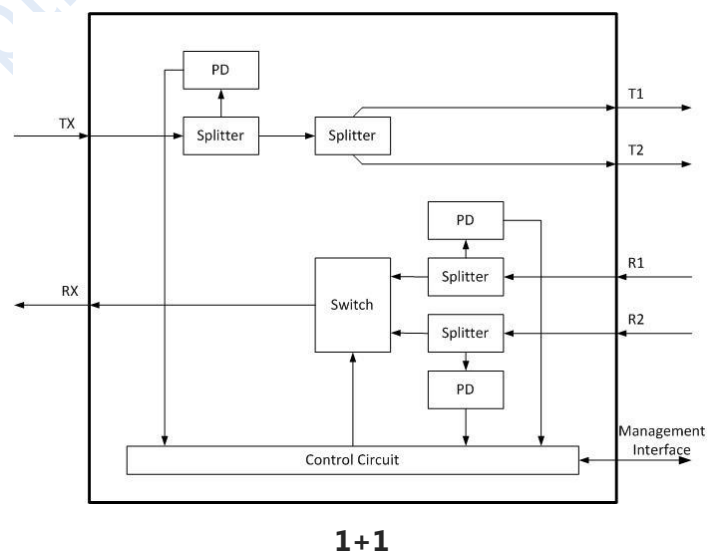 PD
T1
TX
Splitter
Splitter
T2
PD
R1
Splitter
RX
Switch
R2
Splitter
PD
Management
Interface
Control Circuit
1+1